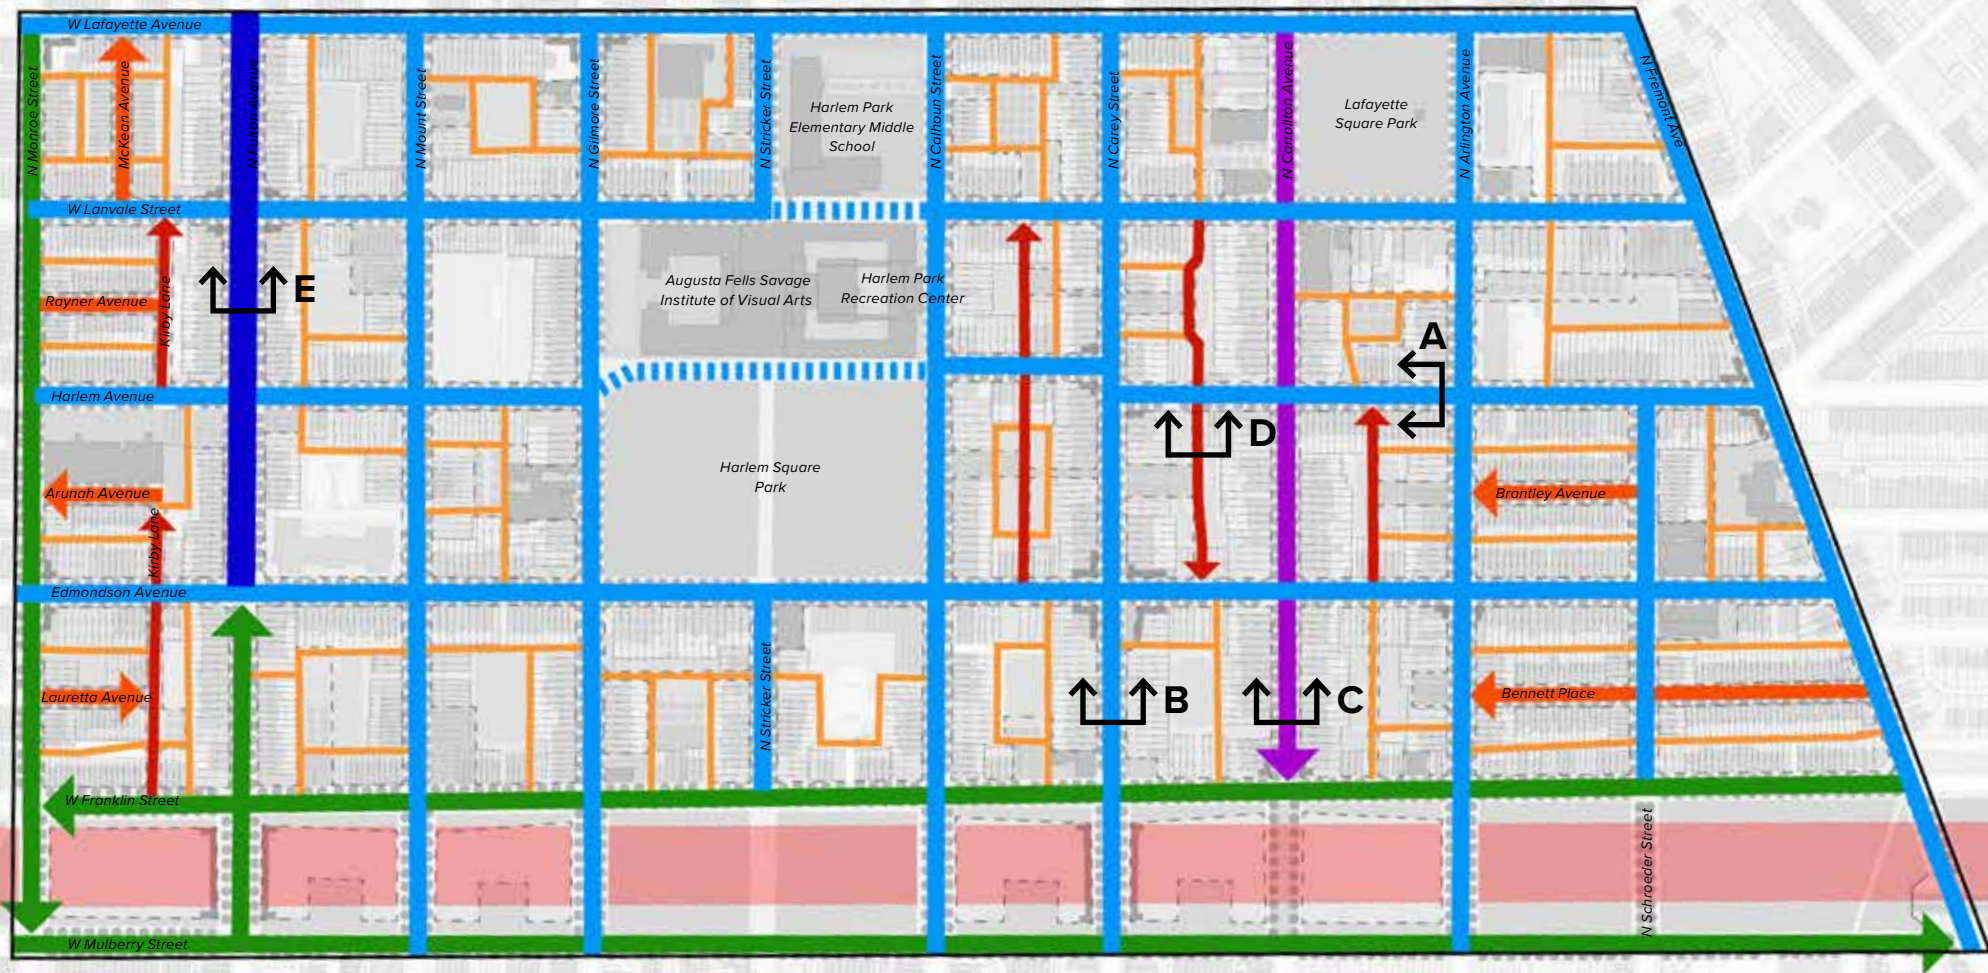 W Lafayette Avenue
N Monroe Street
McKean Avenue
N Fulton Avenue
N Mount Street
N Gilmore Street
N Stricker Street
Harlem Park
Elementary Middle
School
N Calhoun Street
N Carey Street
N Carrollton Avenue
Lafayette
Square Park
N Arlington Avenue
N Fremont Ave
W Lanvale Street
Rayner Avenue
Kirby Lane
E
Augusta Fells Savage
Institute of Visual Arts
Harlem Park
Recreation Center
A
Harlem Avenue
D
Harlem Square
Park
Arunah Avenue
Kirby Lane
Brantley Avenue
Edmondson Avenue
Lauretta Avenue
N Stricker Street
B
C
Bennett Place
W Franklin Street
N Schroeder Street
W Mulberry Street